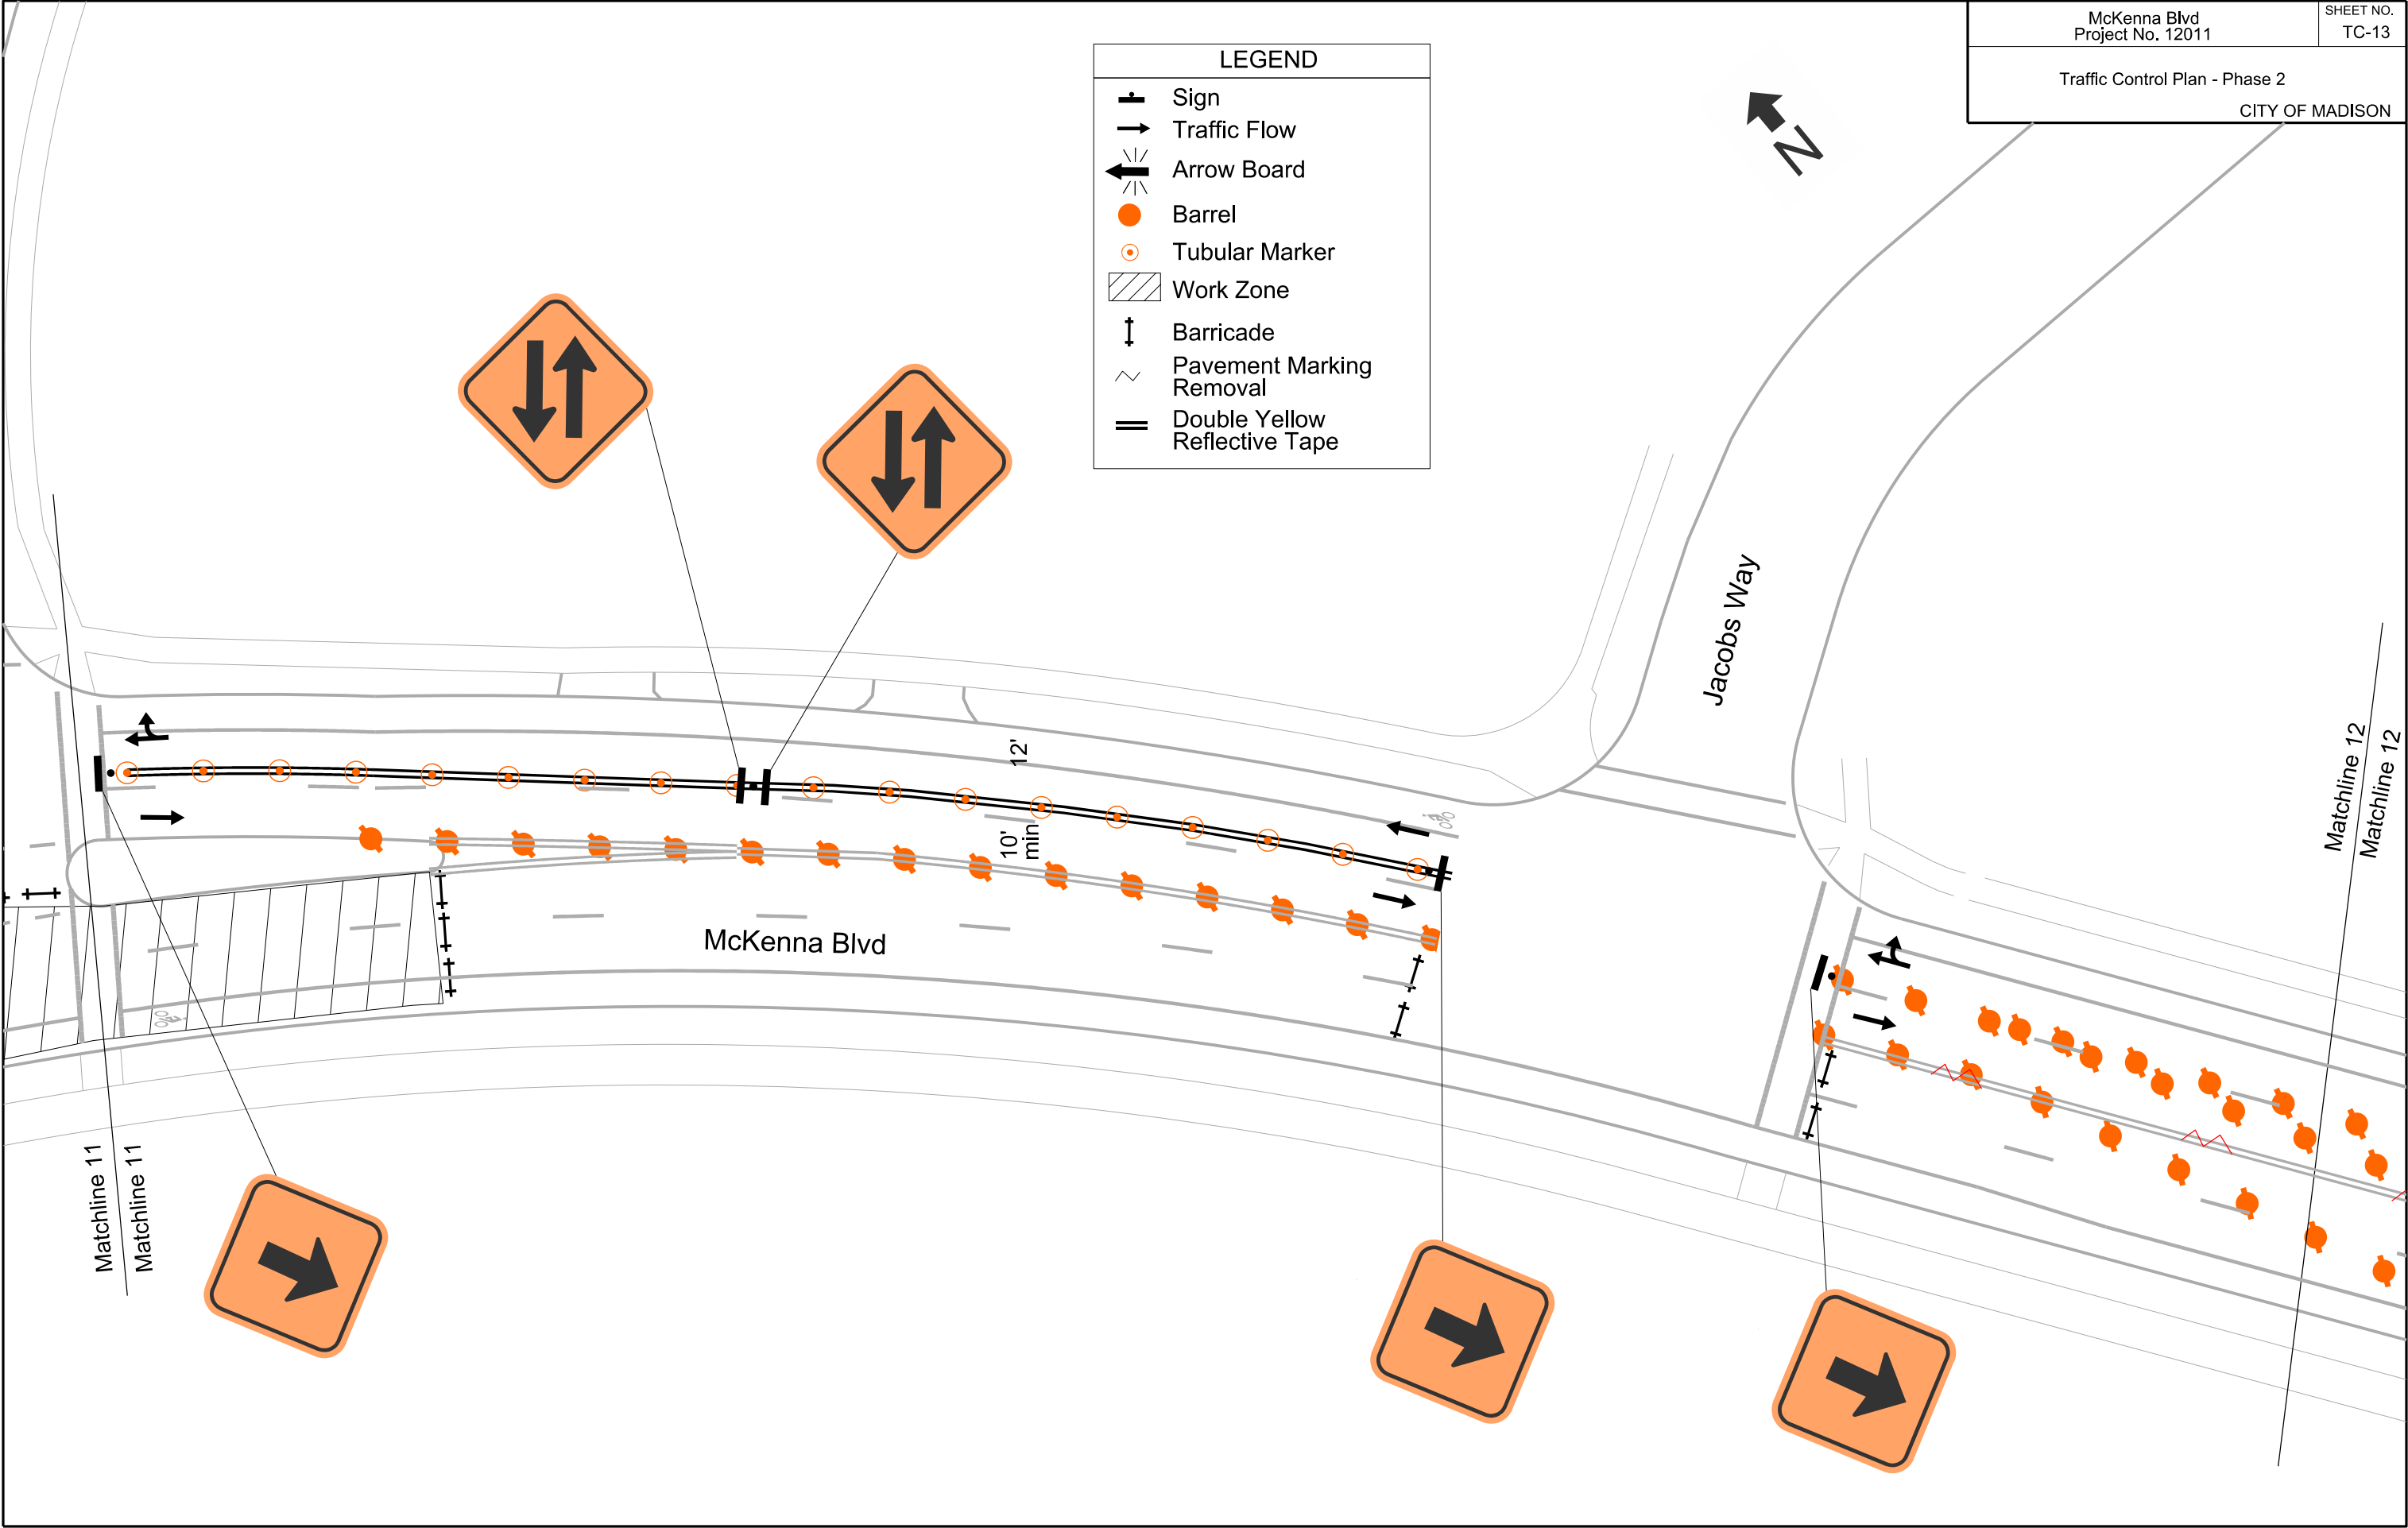 McKenna Blvd
Project No. 12011
SHEET NO.
TC-13
Traffic Control Plan - Phase 2
CITY OF MADISON
LEGEND
Sign
Traffic Flow
Arrow Board
Barrel
Tubular Marker
Work Zone
Barricade
Pavement Marking
Removal
Double Yellow
Reflective Tape
N
Jacobs Way
12'
10'
min
McKenna Blvd
Matchline 12
Matchline 12
Matchline 11
Matchline 11